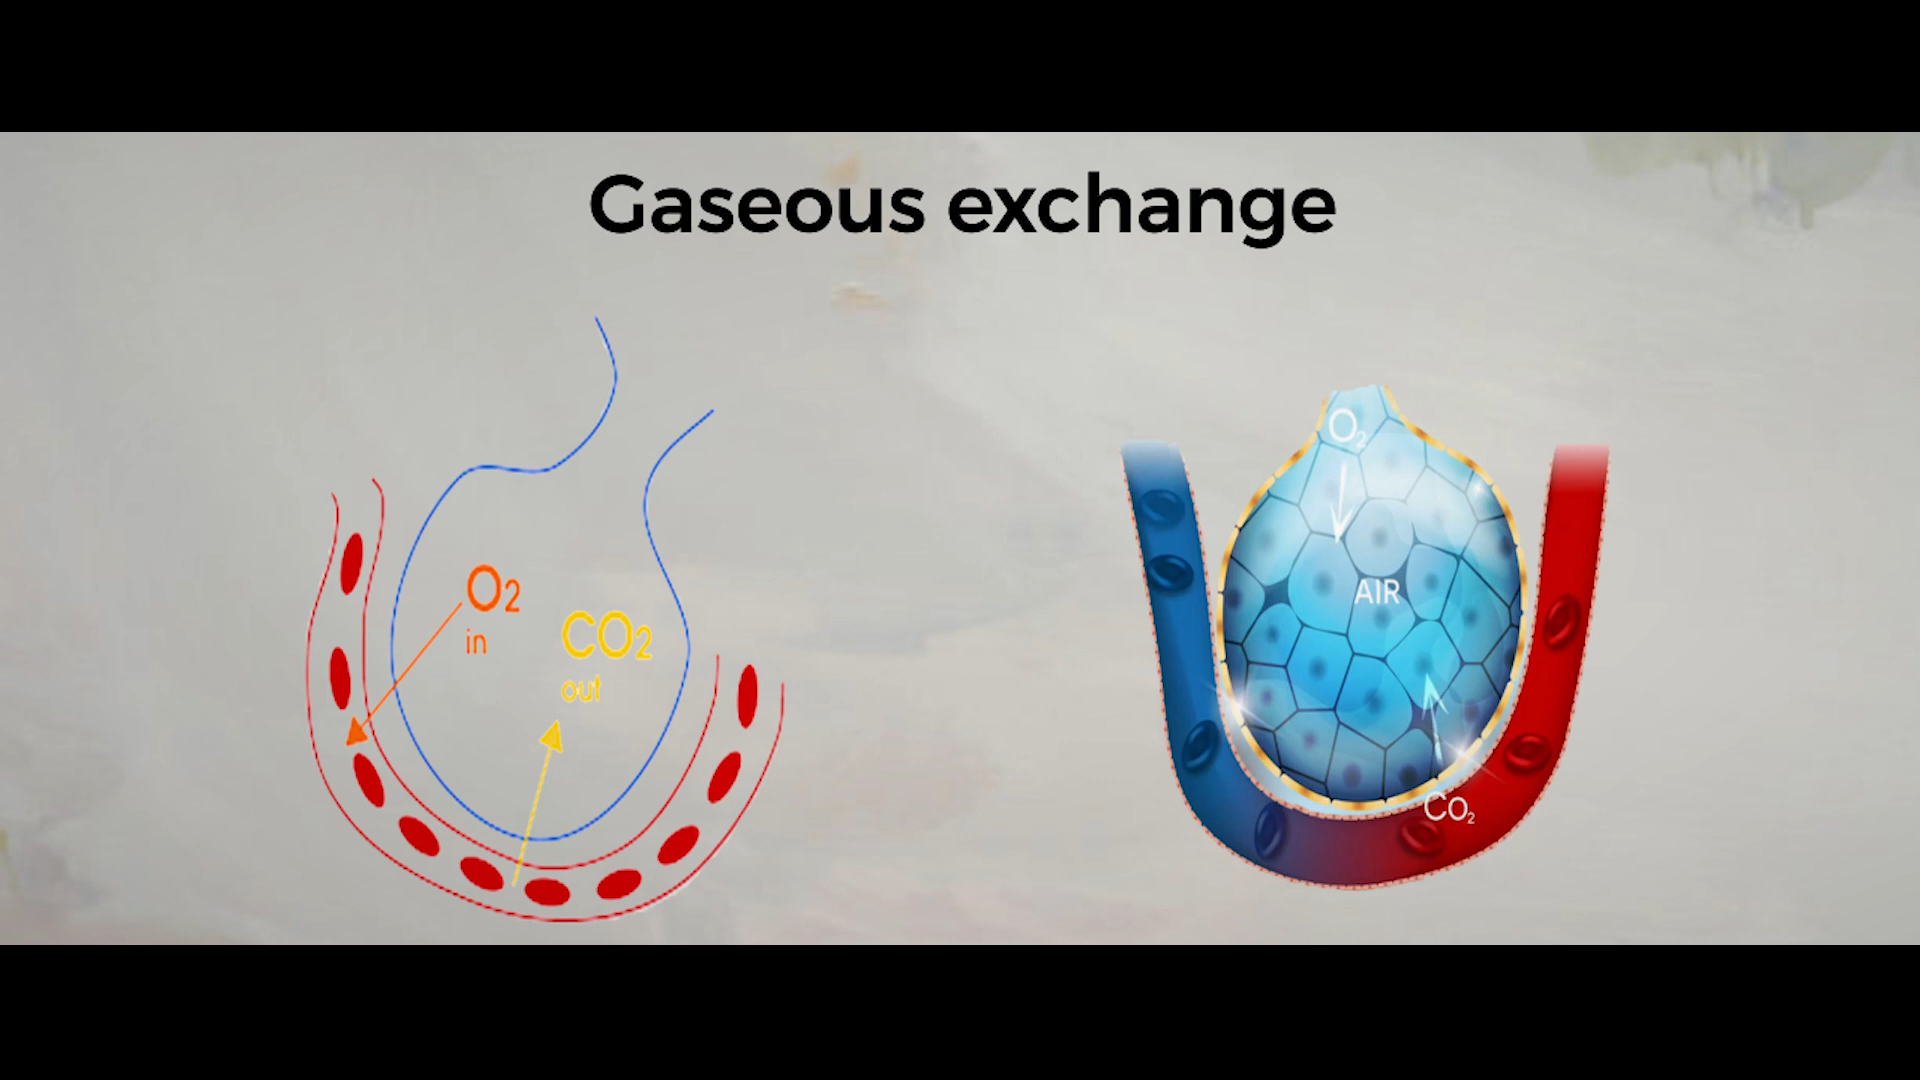 Gaseous exchange
O2
in
CO2
out
O2
AIR
CO2